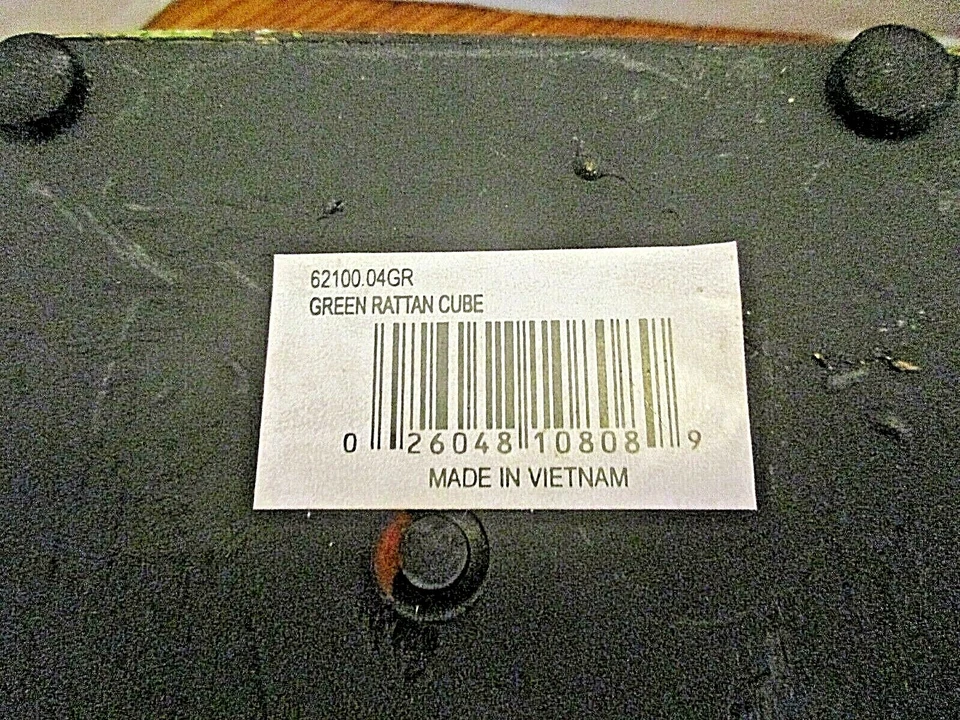 62100.04GR
GREEN RATTAN CUBE
0 26048 10808 9
MADE IN VIETNAM